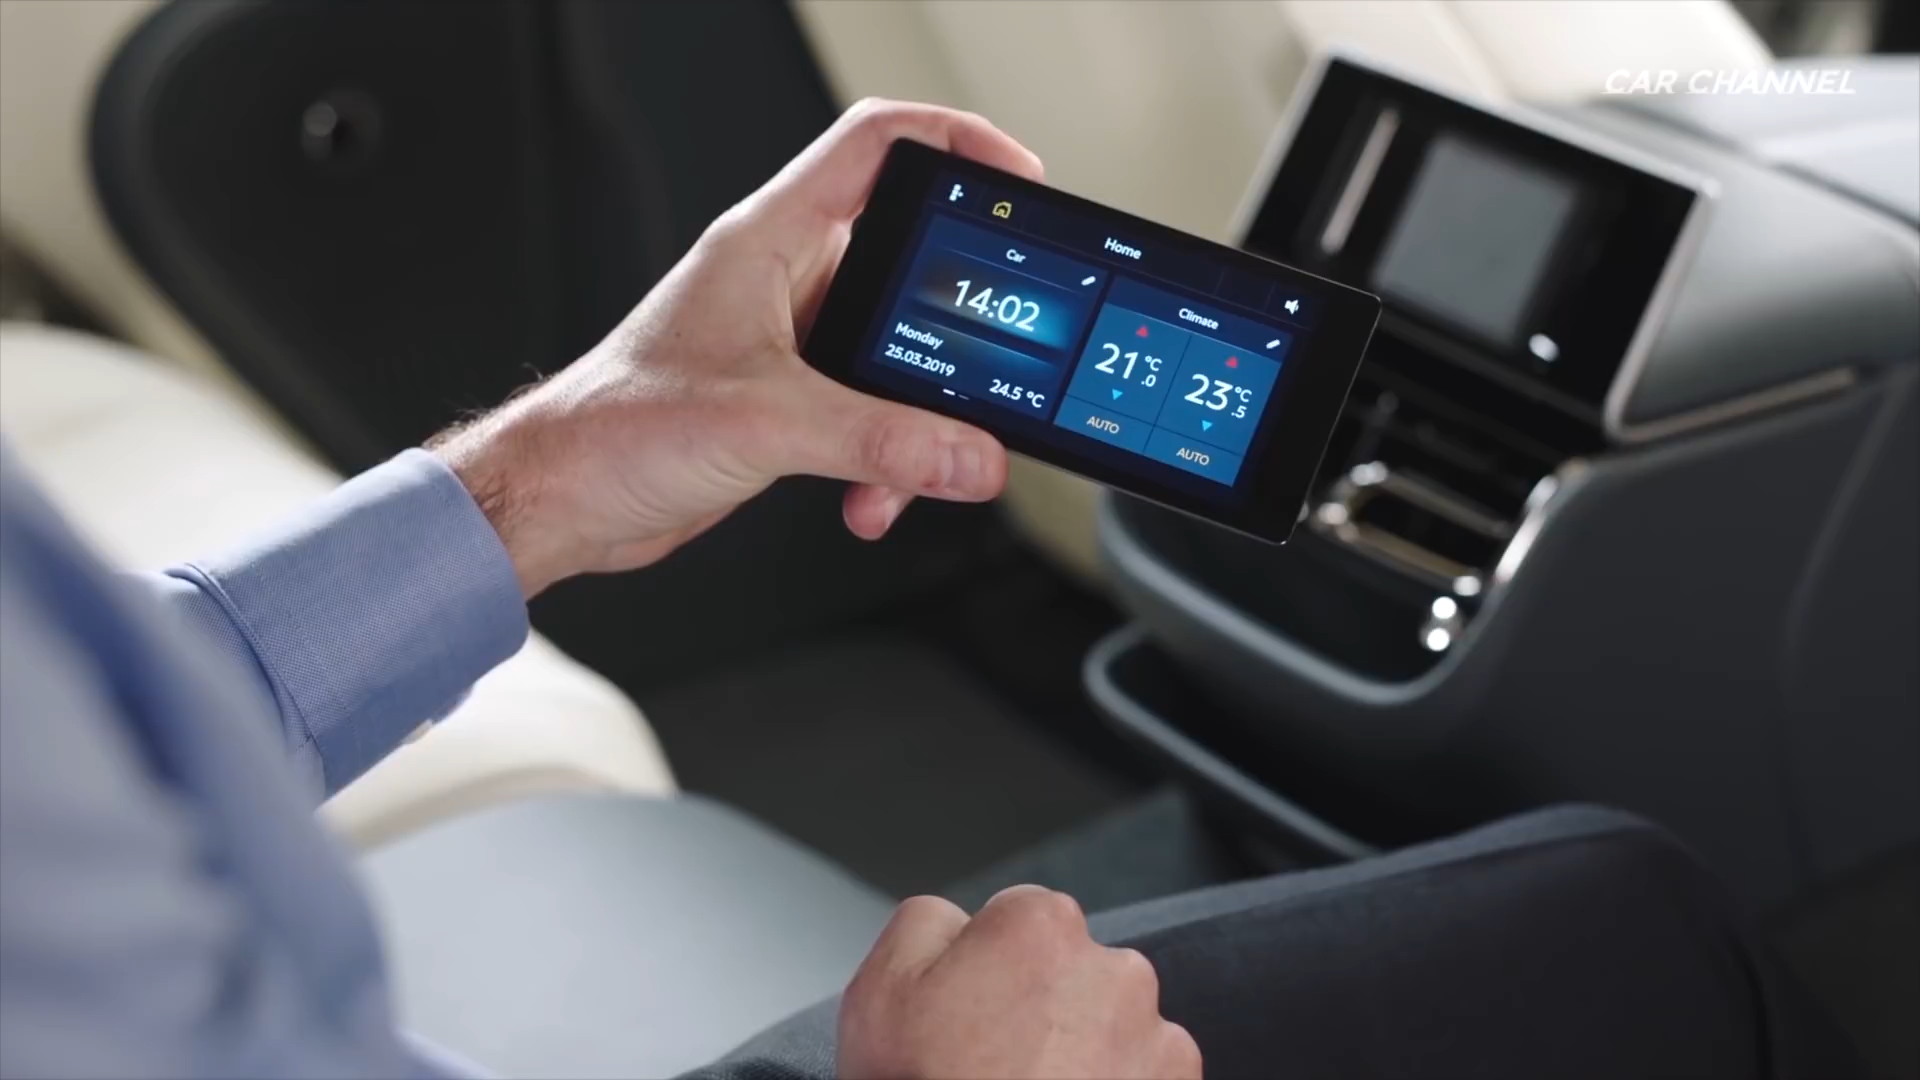 CAR CHANNEL
Home
Car
14:02
Monday
25.03.2019
24.5 °C
Climate
21 °C .0
23 °C .5
AUTO
AUTO